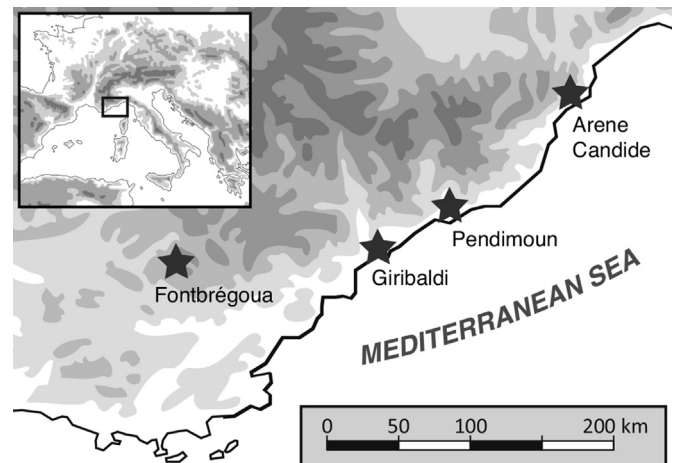 Arene
Candide
Pendimoun
Giribaldi
Fontbrégoua
MEDITERRANEAN SEA
0 50 100 200 km